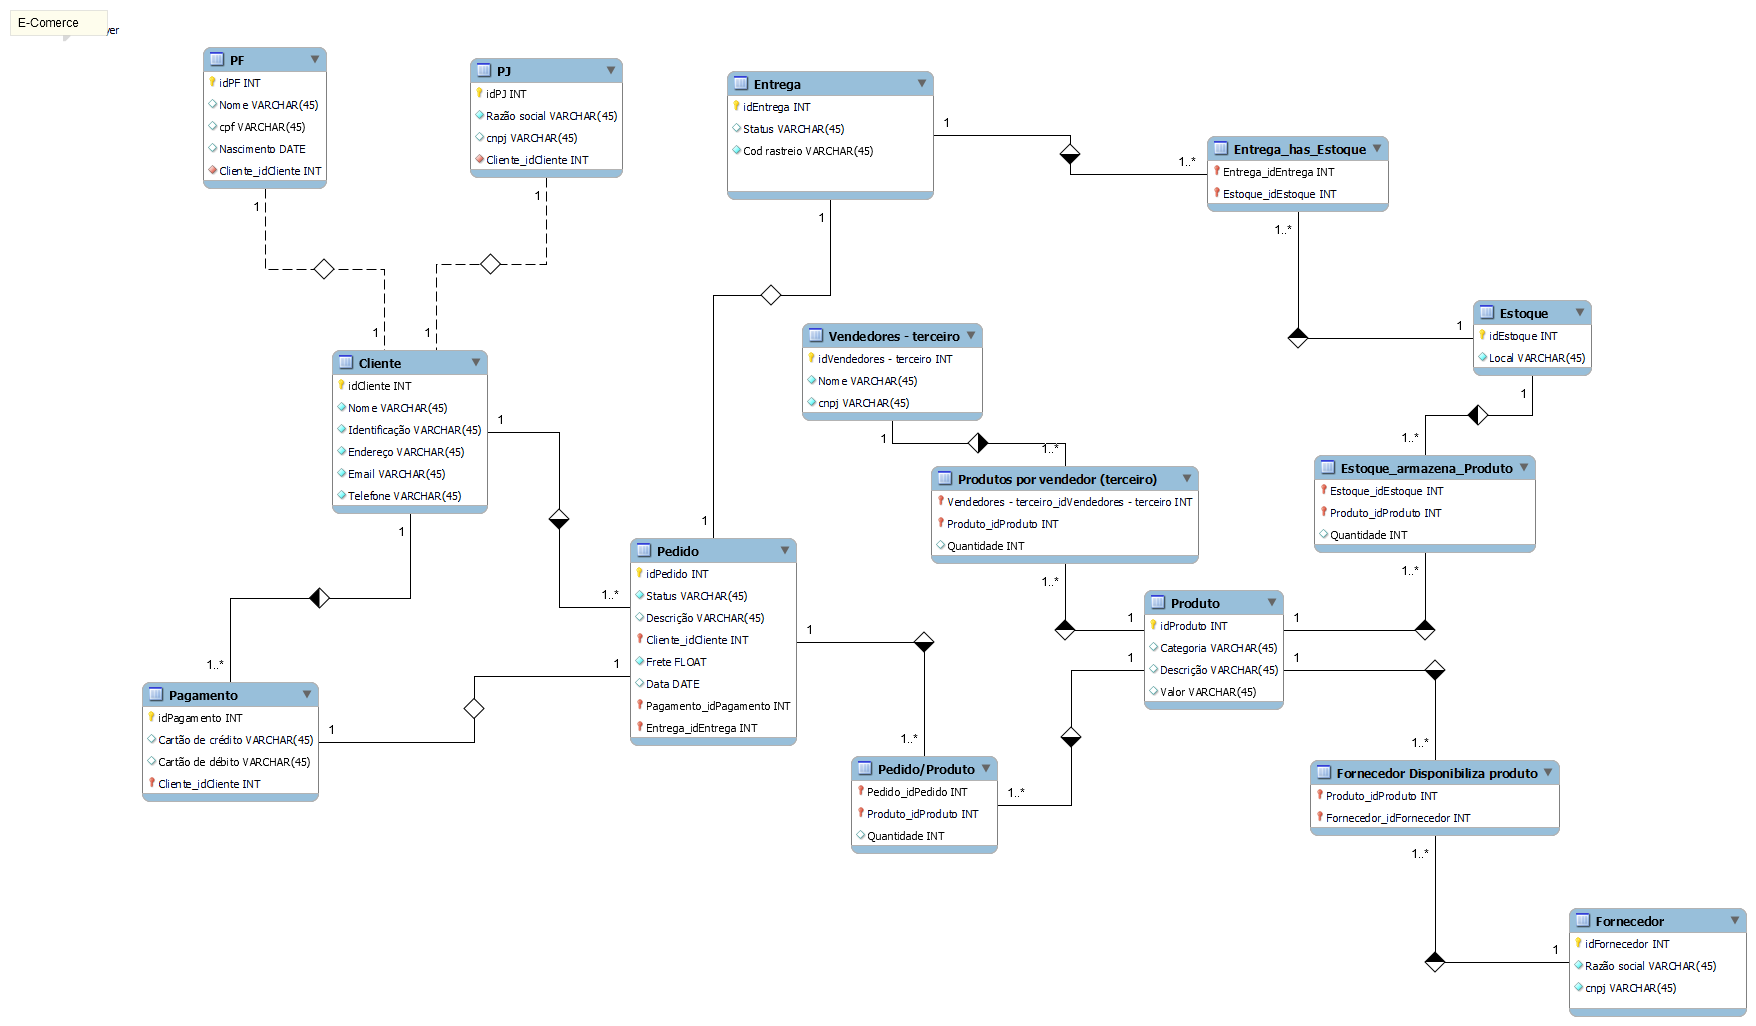 E-Comerce
yer
PF
idPF INT
Nome VARCHAR(45)
cpf VARCHAR(45)
Nascimento DATE
Cliente_idCliente INT
1
1
PJ
idPJ INT
Razão social VARCHAR(45)
cnpj VARCHAR(45)
Cliente_idCliente INT
1
1
Entrega
idEntrega INT
Status VARCHAR(45)
Cod rastreio VARCHAR(45)
1
1..*
1
1
Entrega_has_Estoque
Entrega_idEntrega INT
Estoque_idEstoque INT
1..*
1
Estoque
idEstoque INT
Local VARCHAR(45)
1
1..*
Vendedores - terceiro
idVendedores - terceiro INT
Nome VARCHAR(45)
cnpj VARCHAR(45)
1
1..*
Cliente
idCliente INT
Nome VARCHAR(45)
Identificação VARCHAR(45)
Endereço VARCHAR(45)
Email VARCHAR(45)
Telefone VARCHAR(45)
1
1..*
1
1..*
Produtos por vendedor (terceiro)
Vendedores - terceiro_idVendedores - terceiro INT
Produto_idProduto INT
Quantidade INT
1..*
1
Estoque_armazena_Produto
Estoque_idEstoque INT
Produto_idProduto INT
Quantidade INT
1..*
1
Pedido
idPedido INT
Status VARCHAR(45)
Descrição VARCHAR(45)
Cliente_idCliente INT
Frete FLOAT
Data DATE
Pagamento_idPagamento INT
Entrega_idEntrega INT
1
1..*
1
1
Produto
idProduto INT
Categoria VARCHAR(45)
Descrição VARCHAR(45)
Valor VARCHAR(45)
1
1..*
1
1..*
Pagamento
idPagamento INT
Cartão de crédito VARCHAR(45)
Cartão de débito VARCHAR(45)
Cliente_idCliente INT
Pedido/Produto
Pedido_idPedido INT
Produto_idProduto INT
Quantidade INT
Fornecedor Disponibiliza produto
Produto_idProduto INT
Fornecedor_idFornecedor INT
1..*
1
Fornecedor
idFornecedor INT
Razão social VARCHAR(45)
cnpj VARCHAR(45)